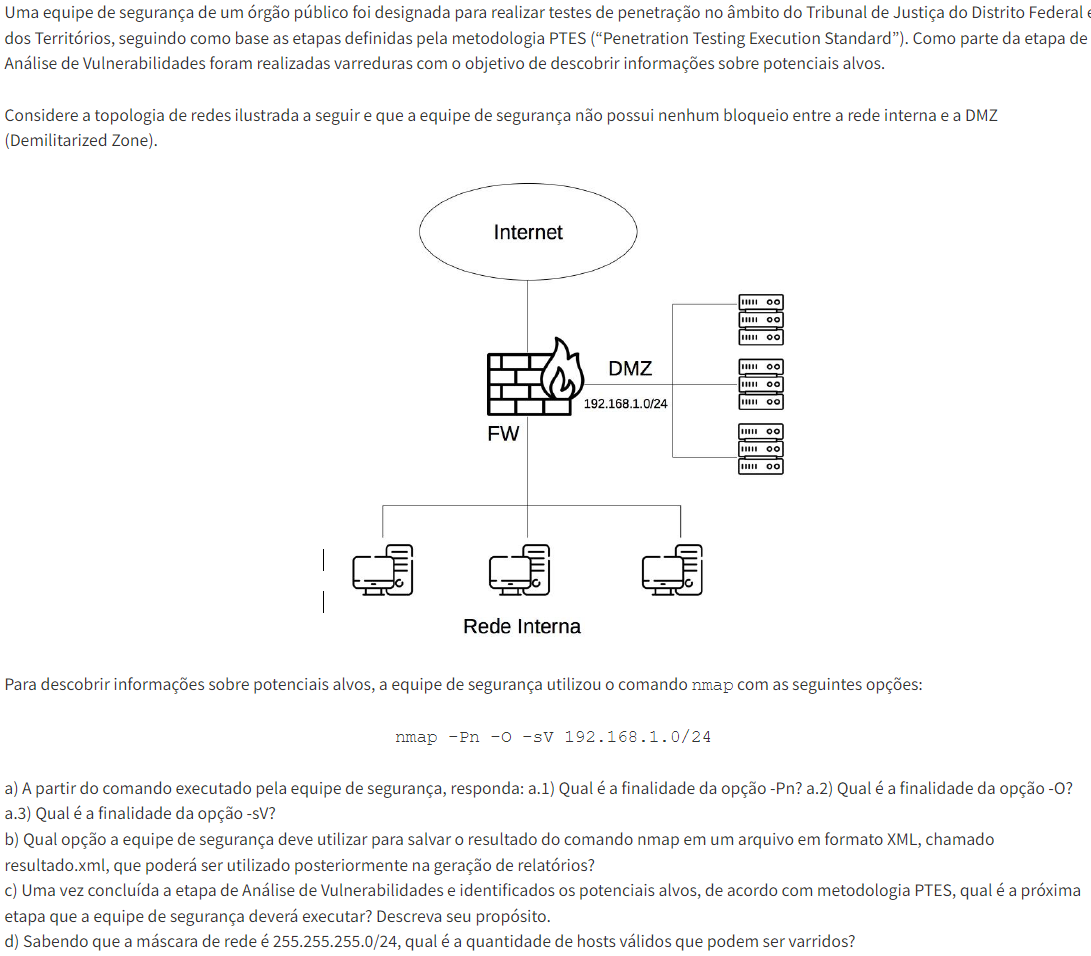 Uma equipe de segurança de um órgão público foi designada para realizar testes de penetração no âmbito do Tribunal de Justiça do Distrito Federal e
dos Territórios, seguindo como base as etapas definidas pela metodologia PTES (“Penetration Testing Execution Standard”). Como parte da etapa de
Análise de Vulnerabilidades foram realizadas varreduras com o objetivo de descobrir informações sobre potenciais alvos.
Considere a topologia de redes ilustrada a seguir e que a equipe de segurança não possui nenhum bloqueio entre a rede interna e a DMZ
(Demilitarized Zone).
Internet
DMZ
192.168.1.0/24
FW
Rede Interna
Para descobrir informações sobre potenciais alvos, a equipe de segurança utilizou o comando nmap com as seguintes opções:
nmap -Pn -O -sV 192.168.1.0/24
a) A partir do comando executado pela equipe de segurança, responda: a.1) Qual é a finalidade da opção -Pn? a.2) Qual é a finalidade da opção -O?
a.3) Qual é a finalidade da opção -sV?
b) Qual opção a equipe de segurança deve utilizar para salvar o resultado do comando nmap em um arquivo em formato XML, chamado
resultado.xml, que poderá ser utilizado posteriormente na geração de relatórios?
c) Uma vez concluída a etapa de Análise de Vulnerabilidades e identificados os potenciais alvos, de acordo com metodologia PTES, qual é a próxima
etapa que a equipe de segurança deverá executar? Descreva seu propósito.
d) Sabendo que a máscara de rede é 255.255.255.0/24, qual é a quantidade de hosts válidos que podem ser varridos?